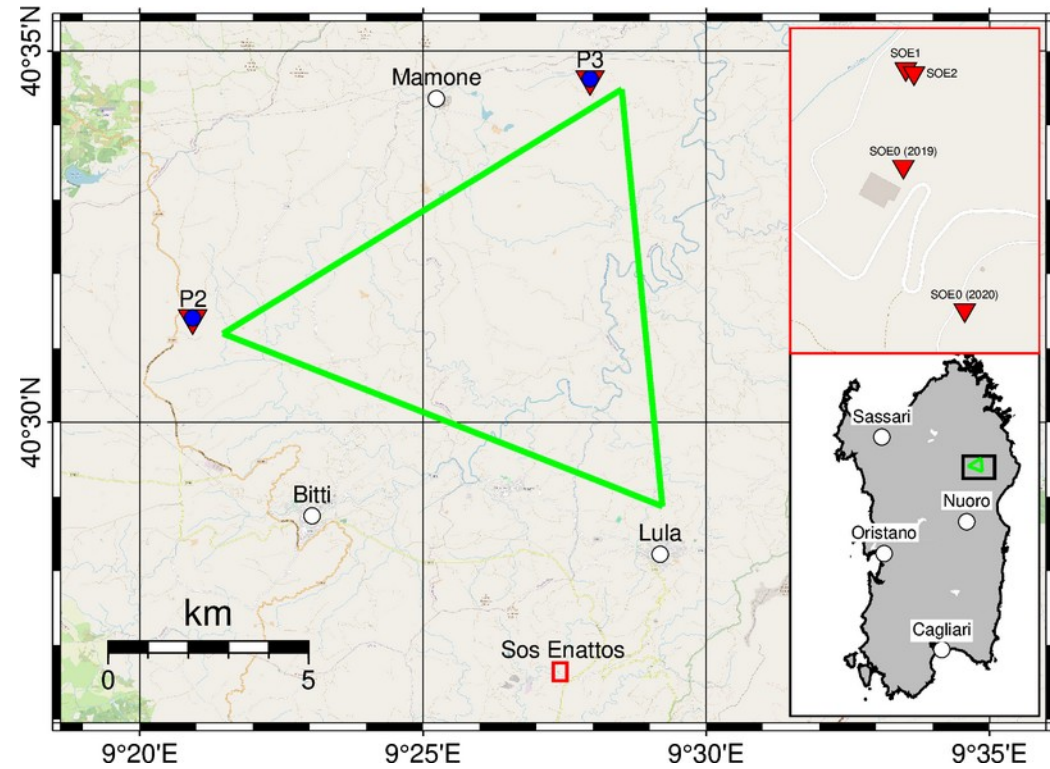 40°35'N
40°30'N
Mamone
P3
P2
Bitti
Lula
Sos Enattos
km
0
5
9°20'E
9°25'E
9°30'E
9°35'E
SOE1
SOE2
SOE0 (2019)
SOE0 (2020)
Sassari
Nuoro
Oristano
Cagliari